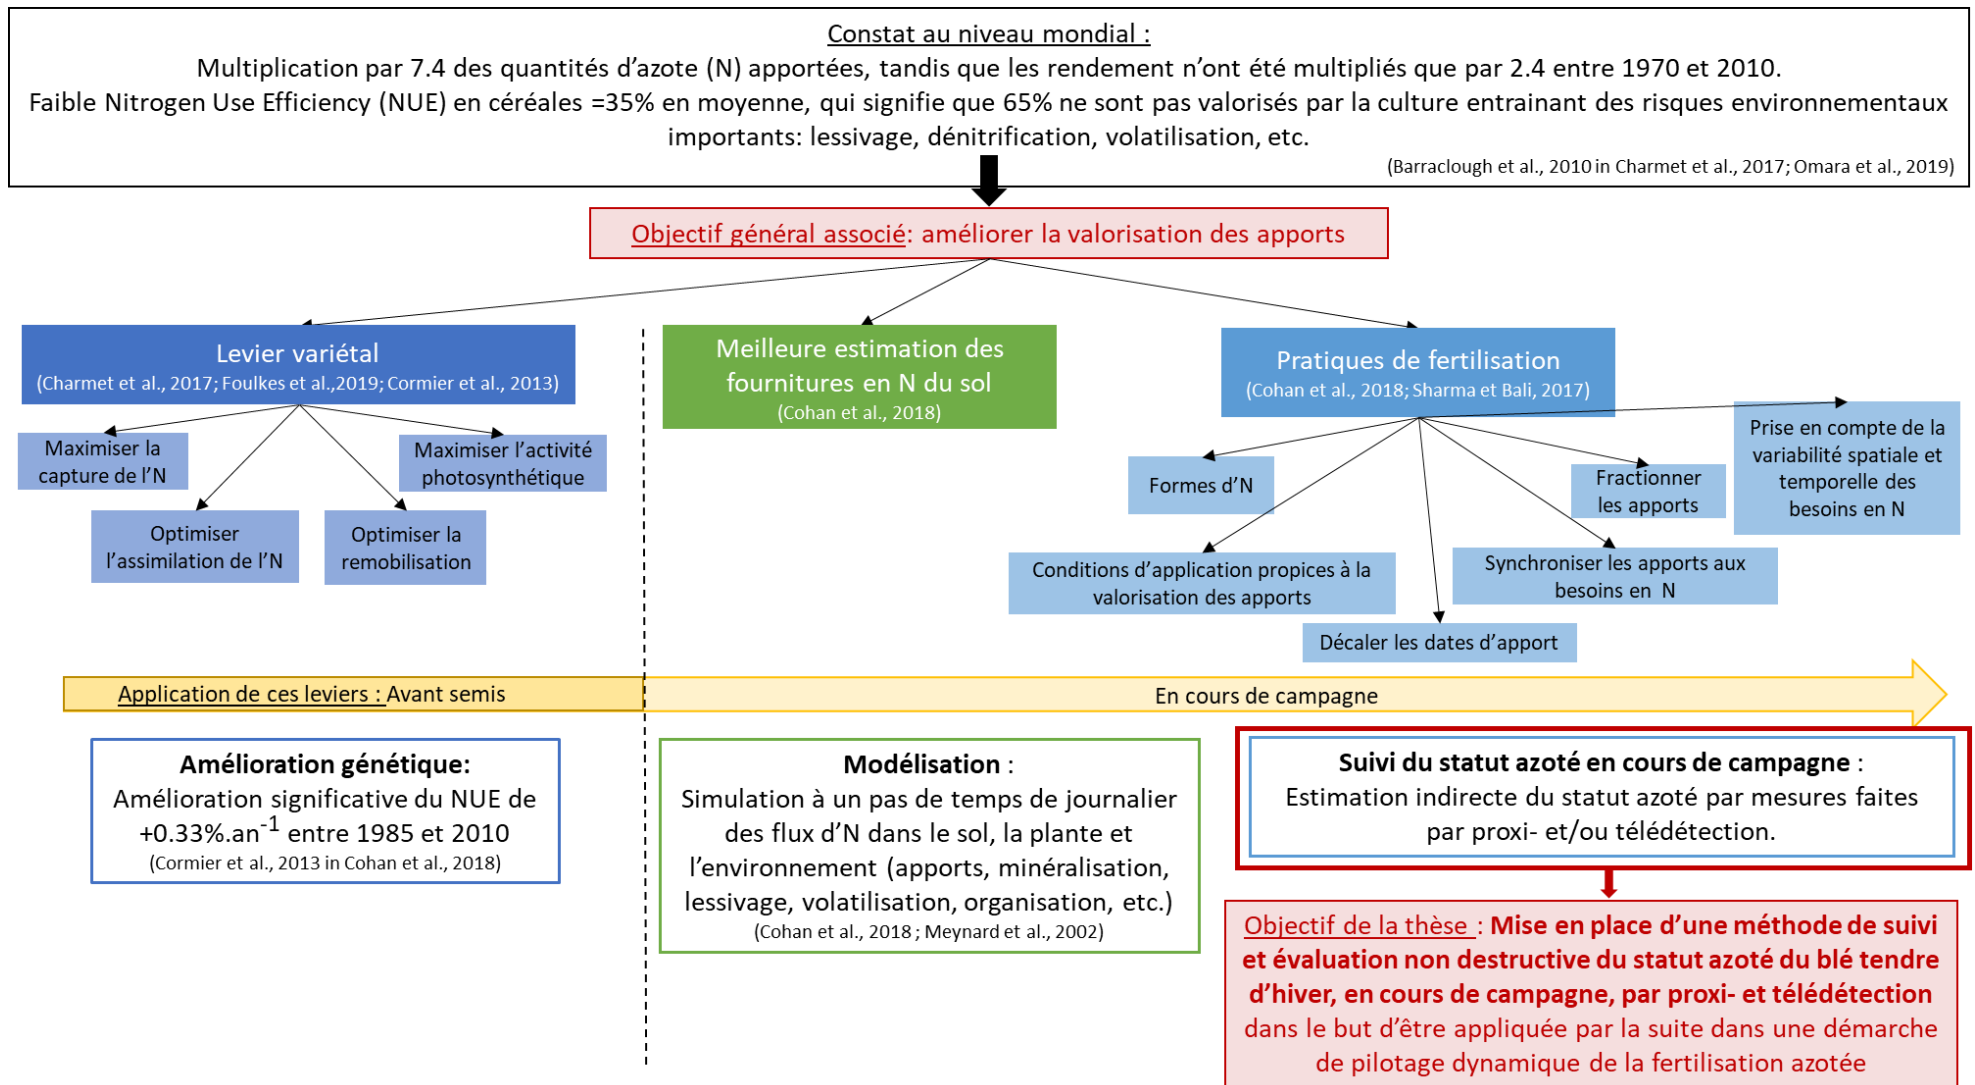 Constat au niveau mondial :
Multiplication par 7.4 des quantités d'azote (N) apportées, tandis que les rendement n'ont été multipliés que par 2.4 entre 1970 et 2010.
Faible Nitrogen Use Efficiency (NUE) en céréales =35% en moyenne, qui signifie que 65% ne sont pas valorisés par la culture entrainant des risques environnementaux
importants: lessivage, dénitrification, volatilisation, etc.
(Barraclough et al., 2010 in Charmet et al., 2017; Omara et al., 2019)
Objectif général associé: améliorer la valorisation des apports
Levier variétal
(Charmet et al., 2017; Foulkes et al.,2019; Cormier et al., 2013)
Maximiser la
capture de l'N
Maximiser l'activité
photosynthétique
Optimiser
l'assimilation de l'N
Optimiser la
remobilisation
Meilleure estimation des
fournitures en N du sol
(Cohan et al., 2018)
Pratiques de fertilisation
(Cohan et al., 2018; Sharma et Bali, 2017)
Prise en compte de la
variabilité spatiale et
temporelle des
besoins en N
Formes d'N
Fractionner
les apports
Conditions d'application propices à la
valorisation des apports
Synchroniser les apports aux
besoins en N
Décaler les dates d'apport
Application de ces leviers : Avant semis
En cours de campagne
Amélioration génétique:
Amélioration significative du NUE de
+0.33%.an-1 entre 1985 et 2010
(Cormier et al., 2013 in Cohan et al., 2018)
Modélisation :
Simulation à un pas de temps de journalier
des flux d'N dans le sol, la plante et
l'environnement (apports, minéralisation,
lessivage, volatilisation, organisation, etc.)
(Cohan et al., 2018 ; Meynard et al., 2002)
Suivi du statut azoté en cours de campagne :
Estimation indirecte du statut azoté par mesures faites
par proxi- et/ou télédétection.
Objectif de la thèse : Mise en place d'une méthode de suivi
et évaluation non destructive du statut azoté du blé tendre
d'hiver, en cours de campagne, par proxi- et télédétection
dans le but d'être appliquée par la suite dans une démarche
de pilotage dynamique de la fertilisation azotée